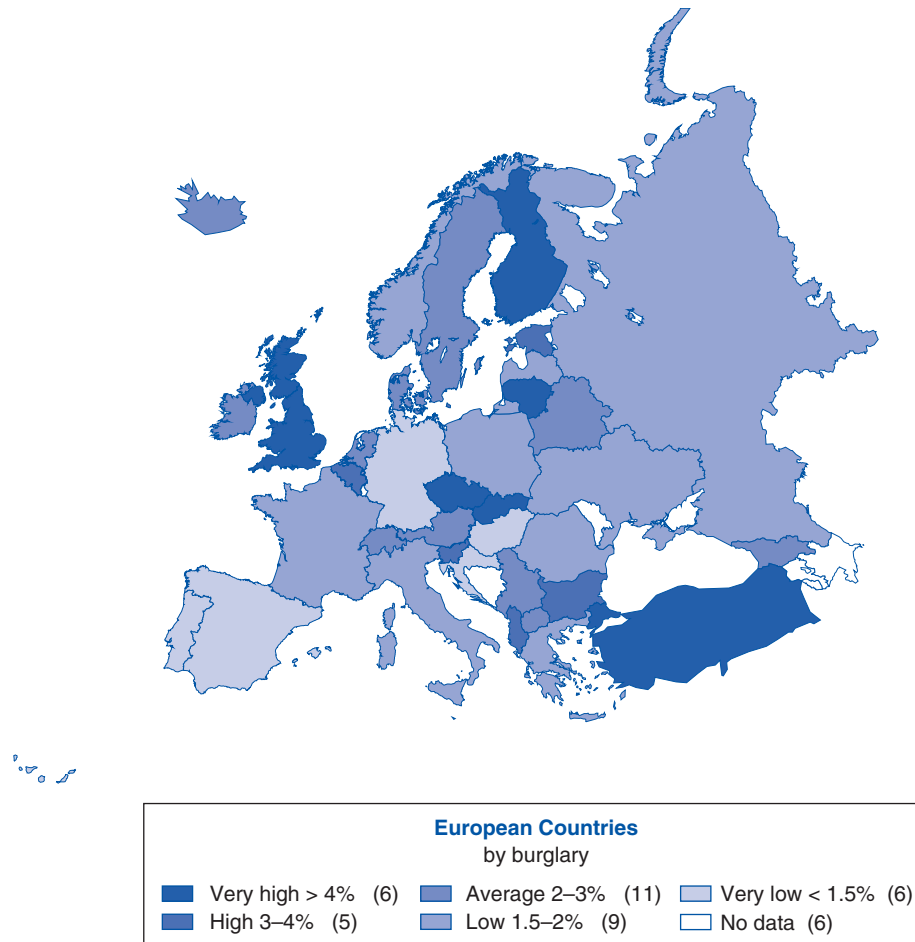 European Countries
by burglary
Very high > 4% (6) Average 2–3% (11) Very low < 1.5% (6)
High 3–4% (5) Low 1.5–2% (9) No data (6)